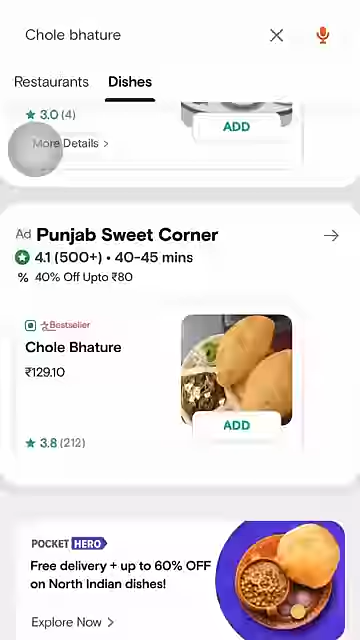 Chole bhature
Restaurants
Dishes
★ 3.0 (4)
ADD
More Details >
Ad Punjab Sweet Corner
4.1 (500+) • 40-45 mins
% 40% Off Upto ₹80
Bestseller
Chole Bhature
₹129.10
ADD
★ 3.8 (212)
POCKET HERO
Free delivery + up to 60% OFF
on North Indian dishes!
Explore Now >